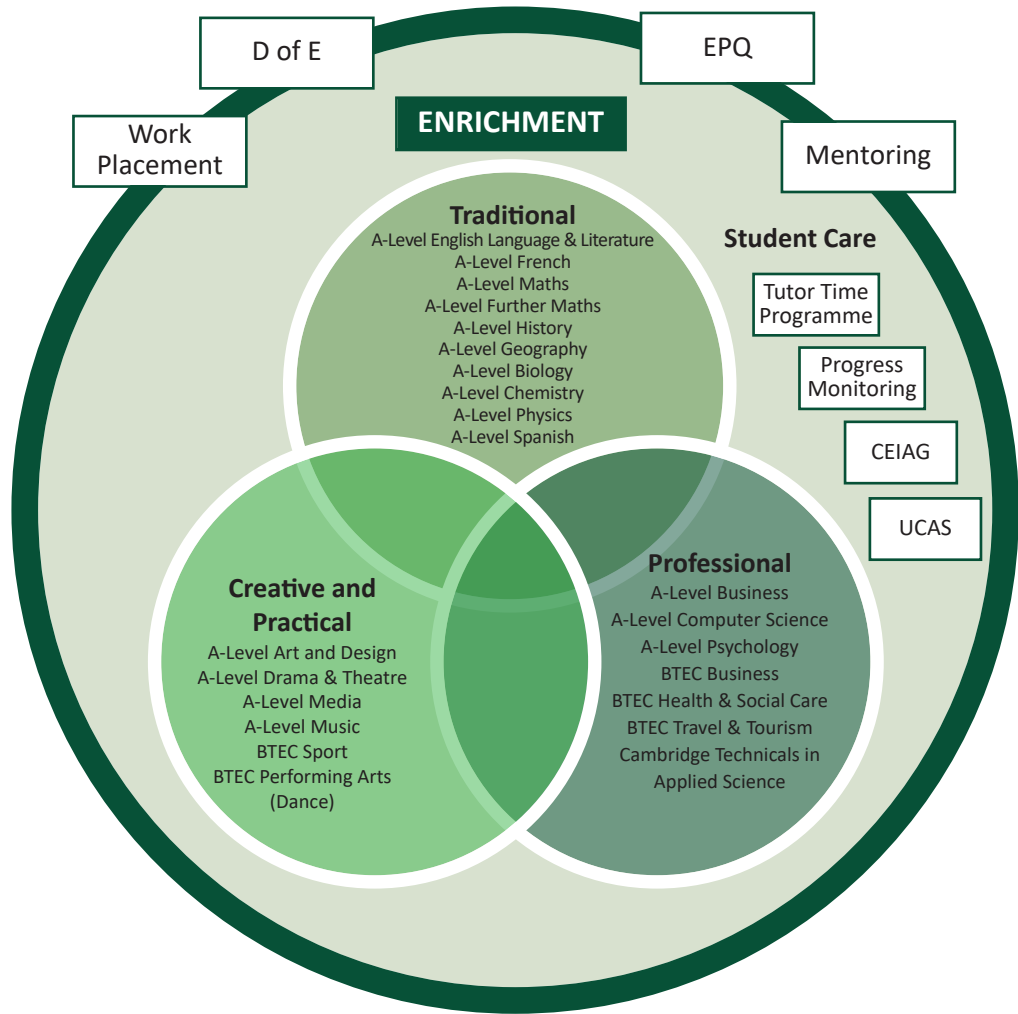 D of E
EPQ
Work
Placement
ENRICHMENT
Mentoring
Traditional
A-Level English Language & Literature
A-Level French
A-Level Maths
A-Level Further Maths
A-Level History
A-Level Geography
A-Level Biology
A-Level Chemistry
A-Level Physics
A-Level Spanish
Student Care
Tutor Time
Programme
Progress
Monitoring
CEIAG
UCAS
Creative and
Practical
A-Level Art and Design
A-Level Drama & Theatre
A-Level Media
A-Level Music
BTEC Sport
BTEC Performing Arts
(Dance)
Professional
A-Level Business
A-Level Computer Science
A-Level Psychology
BTEC Business
BTEC Health & Social Care
BTEC Travel & Tourism
Cambridge Technicals in
Applied Science